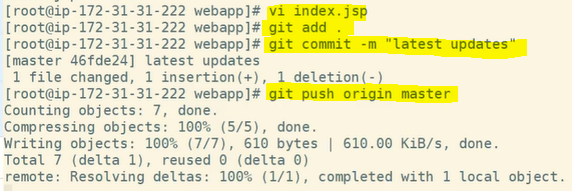 [root@ip-172-31-31-222 webapp]# vi index.jsp
[root@ip-172-31-31-222 webapp]# git add .
[root@ip-172-31-31-222 webapp]# git commit -m "latest updates"
[master 46fde24] latest updates
 1 file changed, 1 insertion(+), 1 deletion(-)
[root@ip-172-31-31-222 webapp]# git push origin master
Counting objects: 7, done.
Compressing objects: 100% (5/5), done.
Writing objects: 100% (7/7), 610 bytes | 610.00 KiB/s, done.
Total 7 (delta 1), reused 0 (delta 0)
remote: Resolving deltas: 100% (1/1), completed with 1 local object.